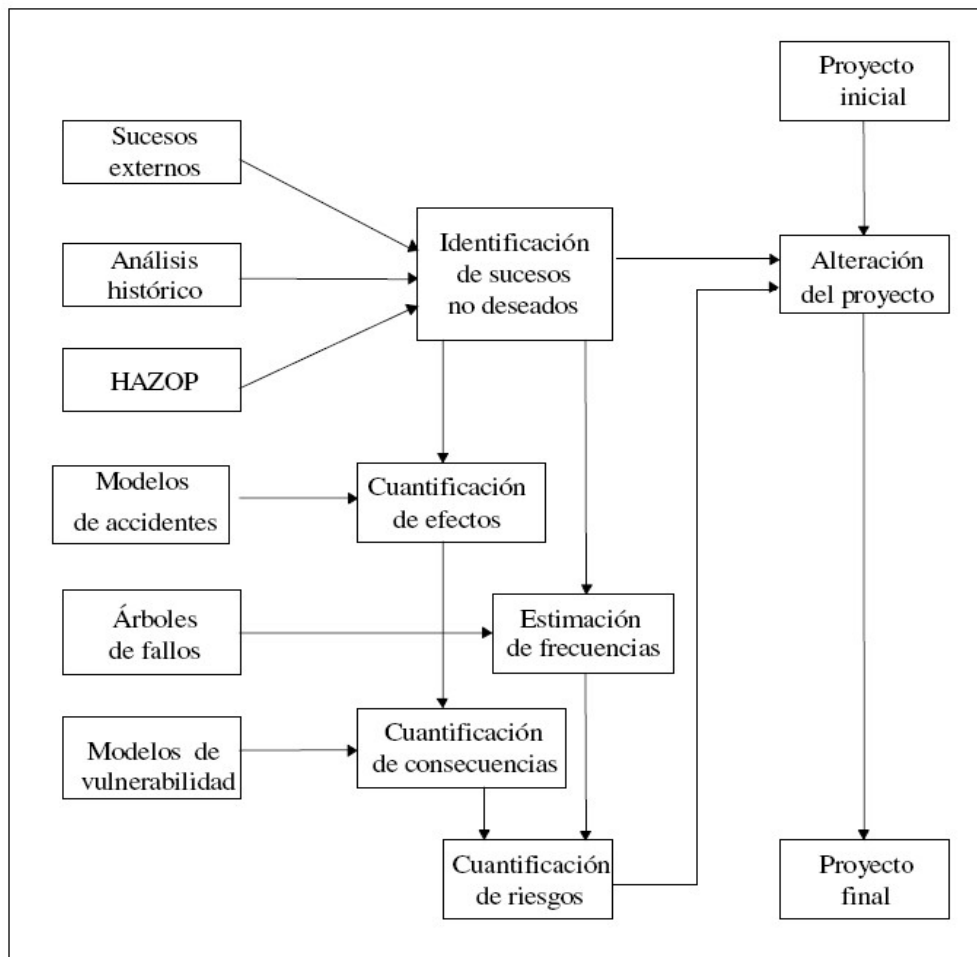 Proyecto
inicial
Sucesos
externos
Análisis
histórico
HAZOP
Identificación
de sucesos
no deseados
Alteración
del proyecto
Modelos
de accidentes
Cuantificación
de efectos
Árboles
de fallos
Estimación
de frecuencias
Modelos de
vulnerabilidad
Cuantificación
de consecuencias
Cuantificación
de riesgos
Proyecto
final